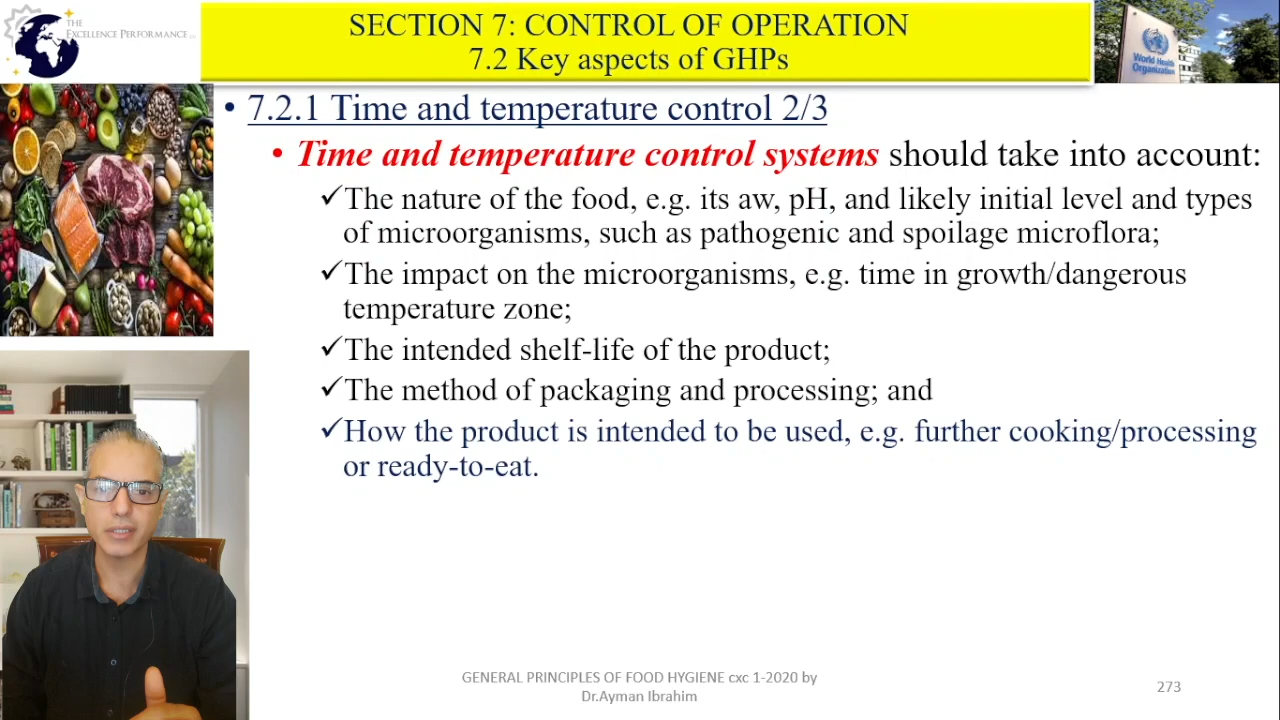 THE
EXCELLENCE PERFORMANCE
SECTION 7: CONTROL OF OPERATION
7.2 Key aspects of GHPs
World Health
Organization
• 7.2.1 Time and temperature control 2/3
• Time and temperature control systems should take into account:
✓The nature of the food, e.g. its aw, pH, and likely initial level and types
of microorganisms, such as pathogenic and spoilage microflora;
✓The impact on the microorganisms, e.g. time in growth/dangerous
temperature zone;
✓The intended shelf-life of the product;
✓The method of packaging and processing; and
✓How the product is intended to be used, e.g. further cooking/processing
or ready-to-eat.
GENERAL PRINCIPLES OF FOOD HYGIENE cxc 1-2020 by
Dr.Ayman Ibrahim
273